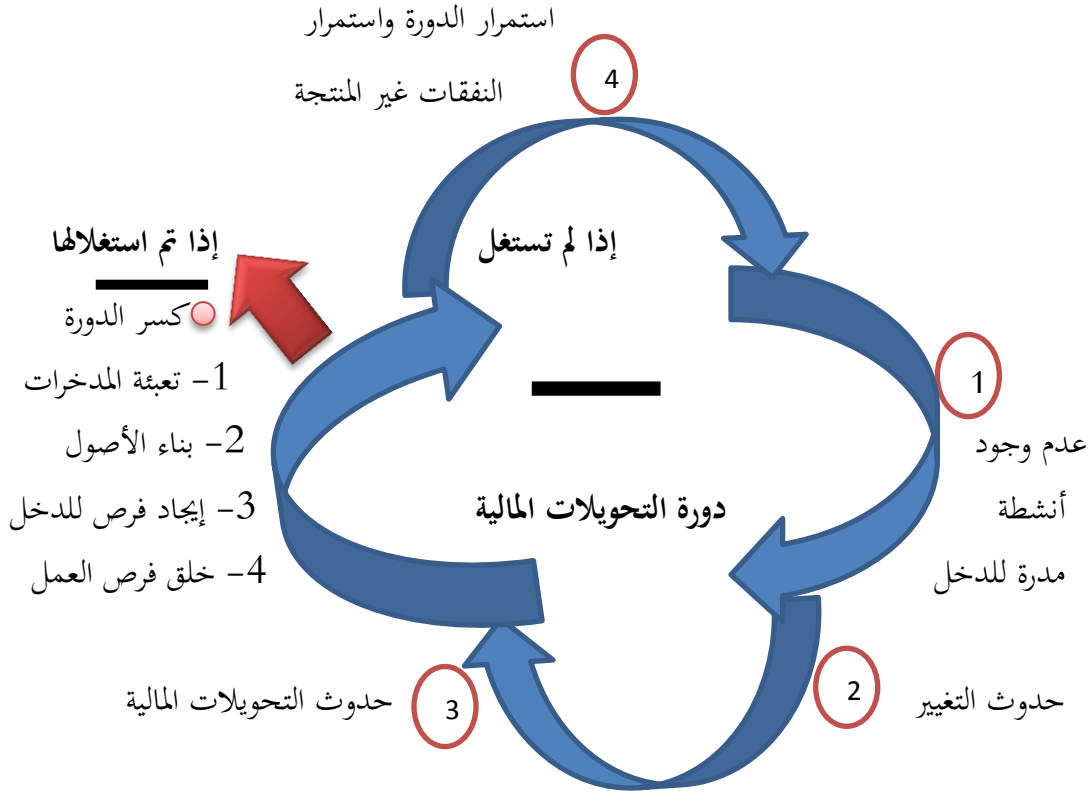 استمرار الدورة واستمرار
النفقات غير المنتجة
4
إذا لم تستغل
إذا تم استغلالها
كسر الدورة
1- تعبئة المدخرات
2- بناء الأصول
3- إيجاد فرص للدخل
4- خلق فرص العمل
1
عدم وجود
أنشطة
مدرة للدخل
دورة التحويلات المالية
2
حدوث التغيير
3
حدوث التحويلات المالية